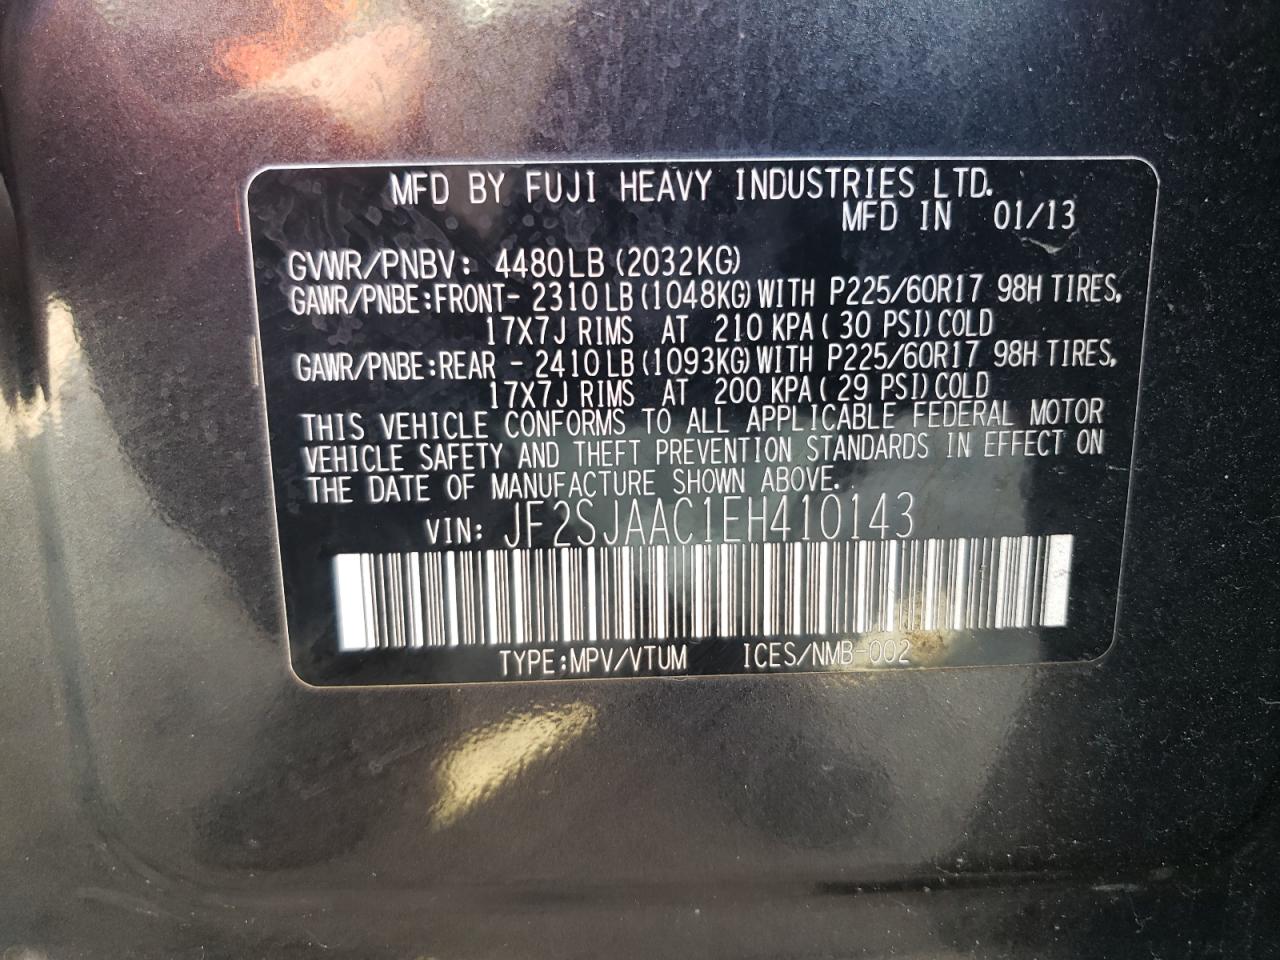 MFD BY FUJI HEAVY INDUSTRIES LTD.
MFD IN 01/13
GVWR/PNBV: 4480LB (2032KG)
GAWR/PNBE:FRONT- 2310LB (1048KG) WITH P225/60R17 98H TIRES,
17X7J RIMS AT 210 KPA ( 30 PSI) COLD
GAWR/PNBE:REAR - 2410LB (1093KG) WITH P225/60R17 98H TIRES,
17X7J RIMS AT 200 KPA ( 29 PSI) COLD
THIS VEHICLE CONFORMS TO ALL APPLICABLE FEDERAL MOTOR
VEHICLE SAFETY AND THEFT PREVENTION STANDARDS IN EFFECT ON
THE DATE OF MANUFACTURE SHOWN ABOVE.
VIN: JF2SJAAC1EH410143
TYPE:MPV/VTUM ICES/NMB-002